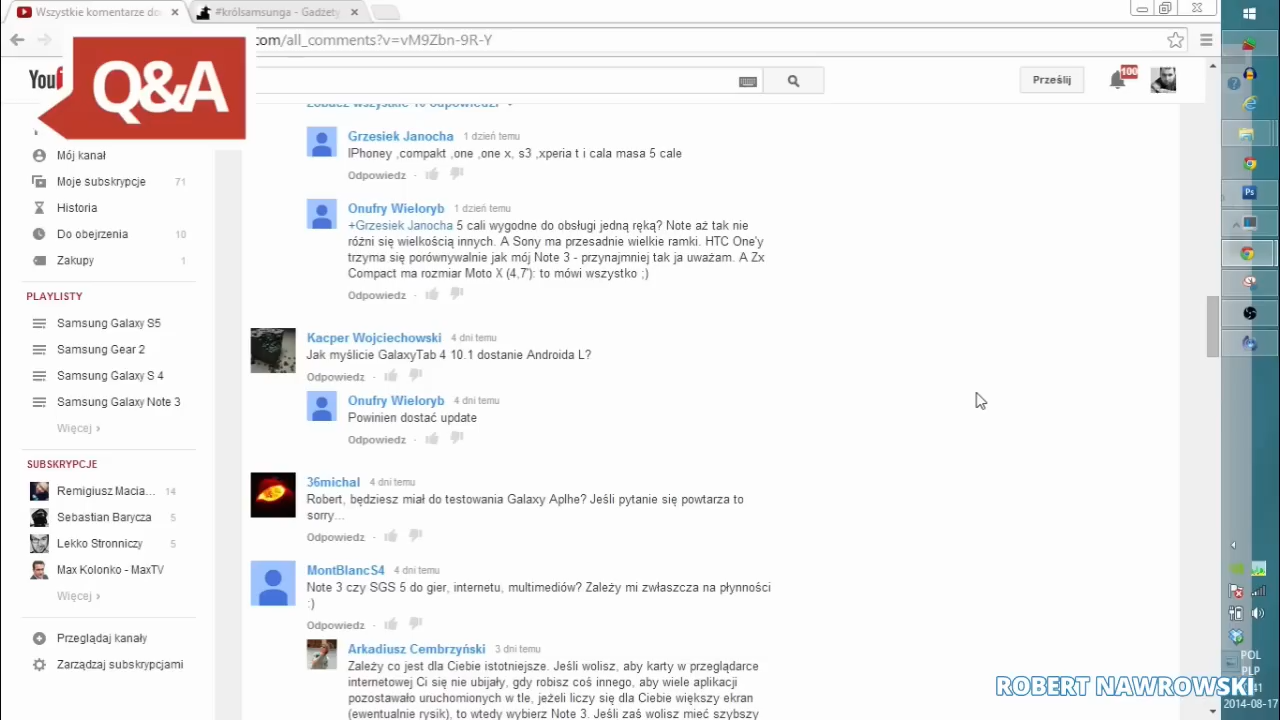 Wszystkie komentarze do
#królsamsunga - Gadżety
com/all_comments?v=vM9Zbn-9R-Y
You
Q&A
Prześlij
100
Zobacz wszystkie 10 odpowiedzi
Grzesiek Janocha 1 dzień temu
IPhoney ,compakt ,one ,one x, s3 ,xperia t i cala masa 5 cale
Odpowiedz ·
Mój kanał
Moje subskrypcje 71
Historia
Do obejrzenia 10
Zakupy 1
Onufry Wieloryb 1 dzień temu
+Grzesiek Janocha 5 cali wygodne do obsługi jedną ręką? Note aż tak nie
różni się wielkością innych. A Sony ma przesadnie wielkie ramki. HTC One'y
trzyma się porównywalnie jak mój Note 3 - przynajmniej tak ja uważam. A Zx
Compact ma rozmiar Moto X (4,7'): to mówi wszystko ;)
Odpowiedz ·
PLAYLISTY
Samsung Galaxy S5
Samsung Gear 2
Samsung Galaxy S 4
Samsung Galaxy Note 3
Więcej ›
Kacper Wojciechowski 4 dni temu
Jak myślicie GalaxyTab 4 10.1 dostanie Androida L?
Odpowiedz ·
Onufry Wieloryb 4 dni temu
Powinien dostać update
Odpowiedz ·
SUBSKRYPCJE
Remigiusz Macia... 14
Sebastian Barycza 5
Lekko Stronniczy 5
Max Kolonko - MaxTV
Więcej ›
36michal 4 dni temu
Robert, będziesz miał do testowania Galaxy Aplhe? Jeśli pytanie się powtarza to
sorry...
Odpowiedz ·
MontBlancS4 4 dni temu
Note 3 czy SGS 5 do gier, internetu, multimediów? Zależy mi zwłaszcza na płynności
:)
Odpowiedz ·
Przeglądaj kanały
Zarządzaj subskrypcjami
Arkadiusz Cembrzyński 3 dni temu
Zależy co jest dla Ciebie istotniejsze. Jeśli wolisz, aby karty w przeglądarce
internetowej Ci się nie ubijały, gdy robisz coś innego, aby wiele aplikacji
pozostawało uruchomionych w tle, jeżeli liczy się dla Ciebie większy ekran
(ewentualnie rysik), to wtedy wybierz Note 3. Jeśli zaś wolisz mieć szybszy
Ps
POL
PLP
41
2014-08-17
ROBERT NAWROWSKI